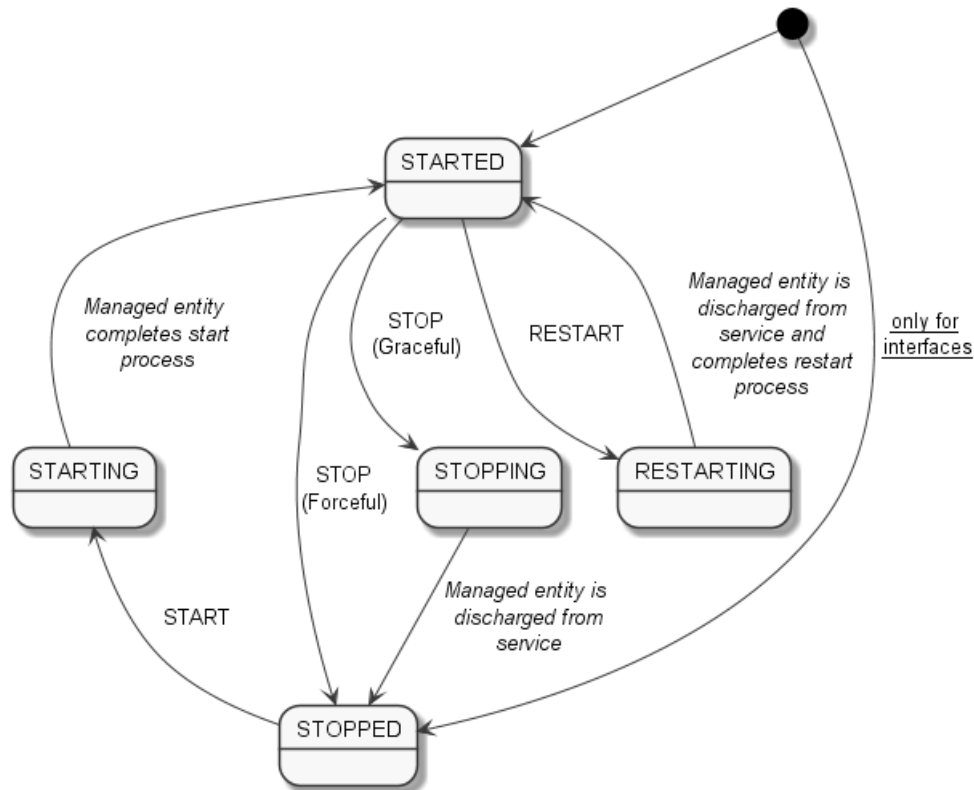 STARTED
Managed entity
completes start
process
STOP
(Graceful)
RESTART
Managed entity is
discharged from
service and
completes restart
process
only for
interfaces
STARTING
STOP
(Forceful)
STOPPING
RESTARTING
START
Managed entity is
discharged from
service
STOPPED